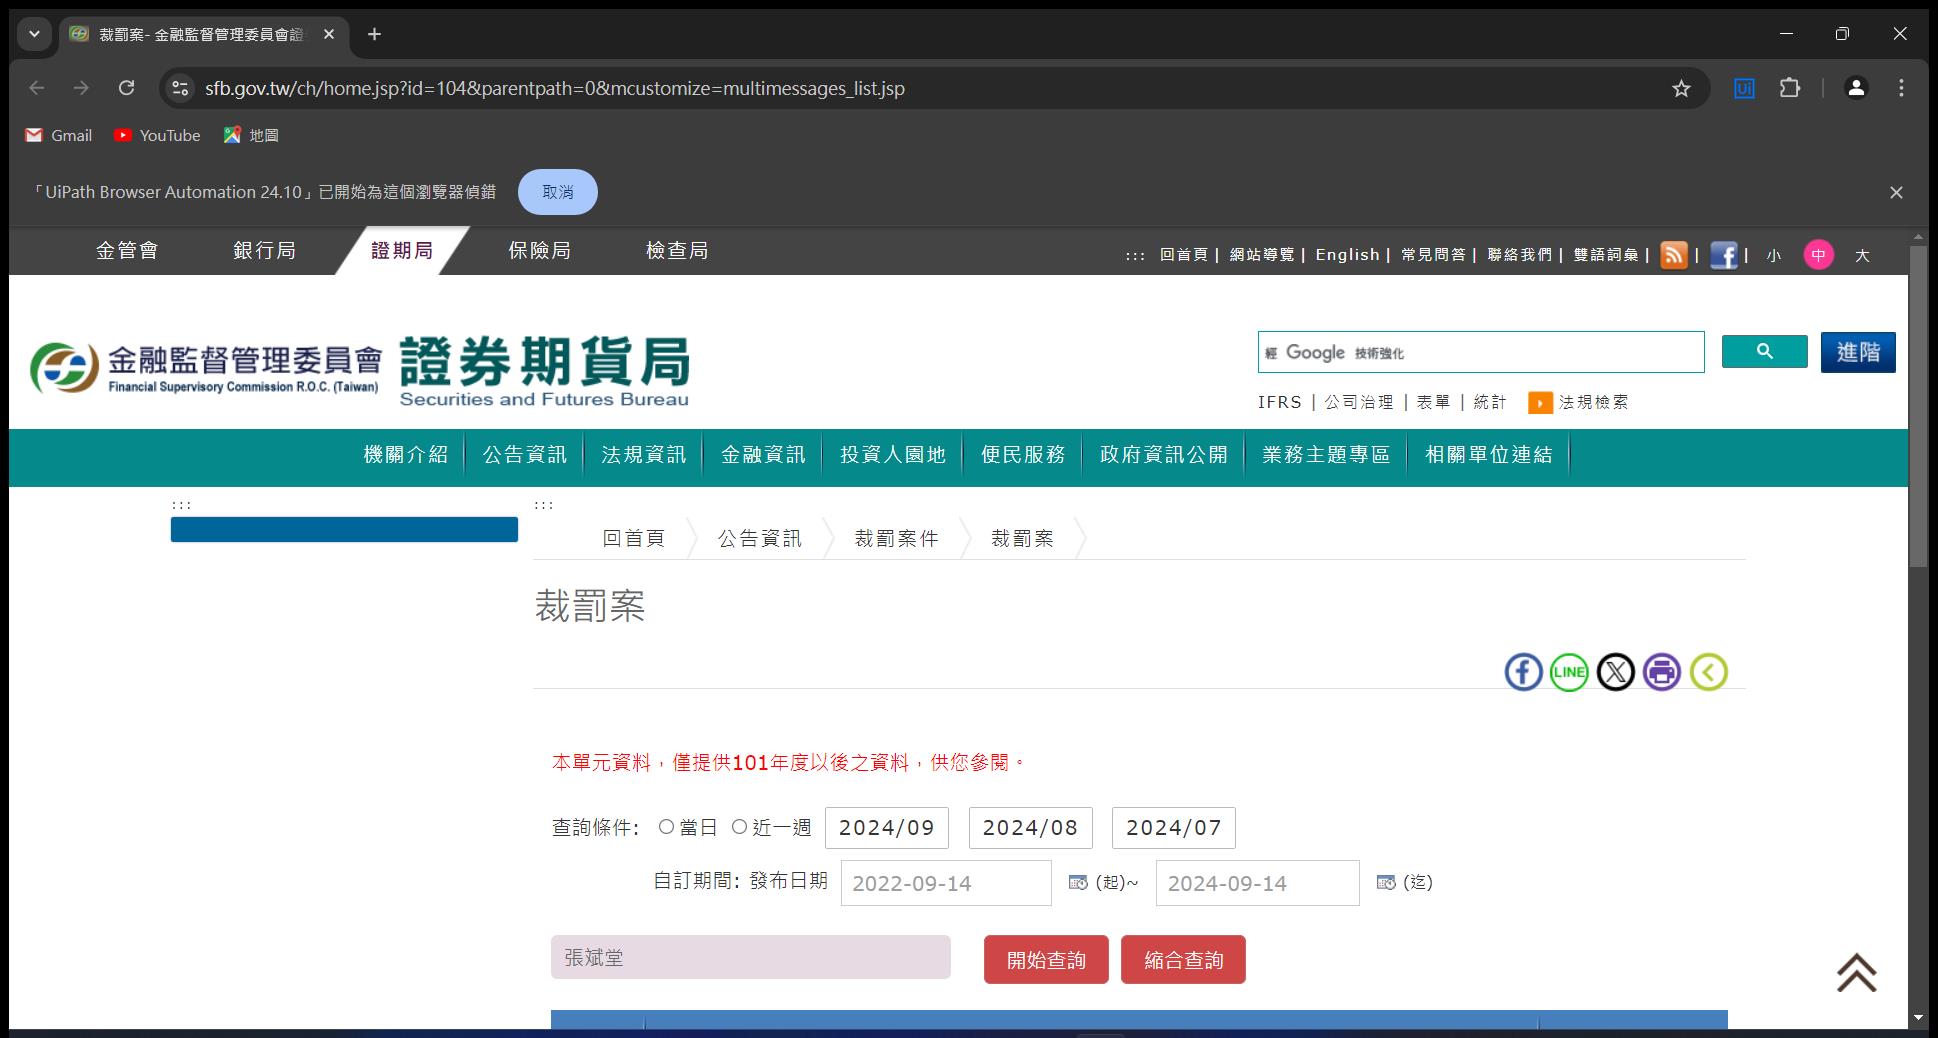 裁罰案- 金融監督管理委員會證
sfb.gov.tw/ch/home.jsp?id=104&parentpath=0&mcustomize=multimessages_list.jsp
Gmail YouTube 地圖
「UiPath Browser Automation 24.10」已開始為這個瀏覽器偵錯 取消
金管會 銀行局 證期局 保險局 檢查局
::: 回首頁 | 網站導覽 | English | 常見問答 | 聯絡我們 | 雙語詞彙 | | | 小 中 大
金融監督管理委員會 證券期貨局
Financial Supervisory Commission R.O.C. (Taiwan) Securities and Futures Bureau
經 Google 技術強化 進階
IFRS | 公司治理 | 表單 | 統計 法規檢索
機關介紹 公告資訊 法規資訊 金融資訊 投資人園地 便民服務 政府資訊公開 業務主題專區 相關單位連結
::: :::
回首頁 公告資訊 裁罰案件 裁罰案
裁罰案
LINE
本單元資料，僅提供101年度以後之資料，供您參閱。
查詢條件: 當日 近一週 2024/09 2024/08 2024/07
自訂期間: 發布日期 2022-09-14 (起)~ 2024-09-14 (迄)
張斌堂 開始查詢 縮合查詢